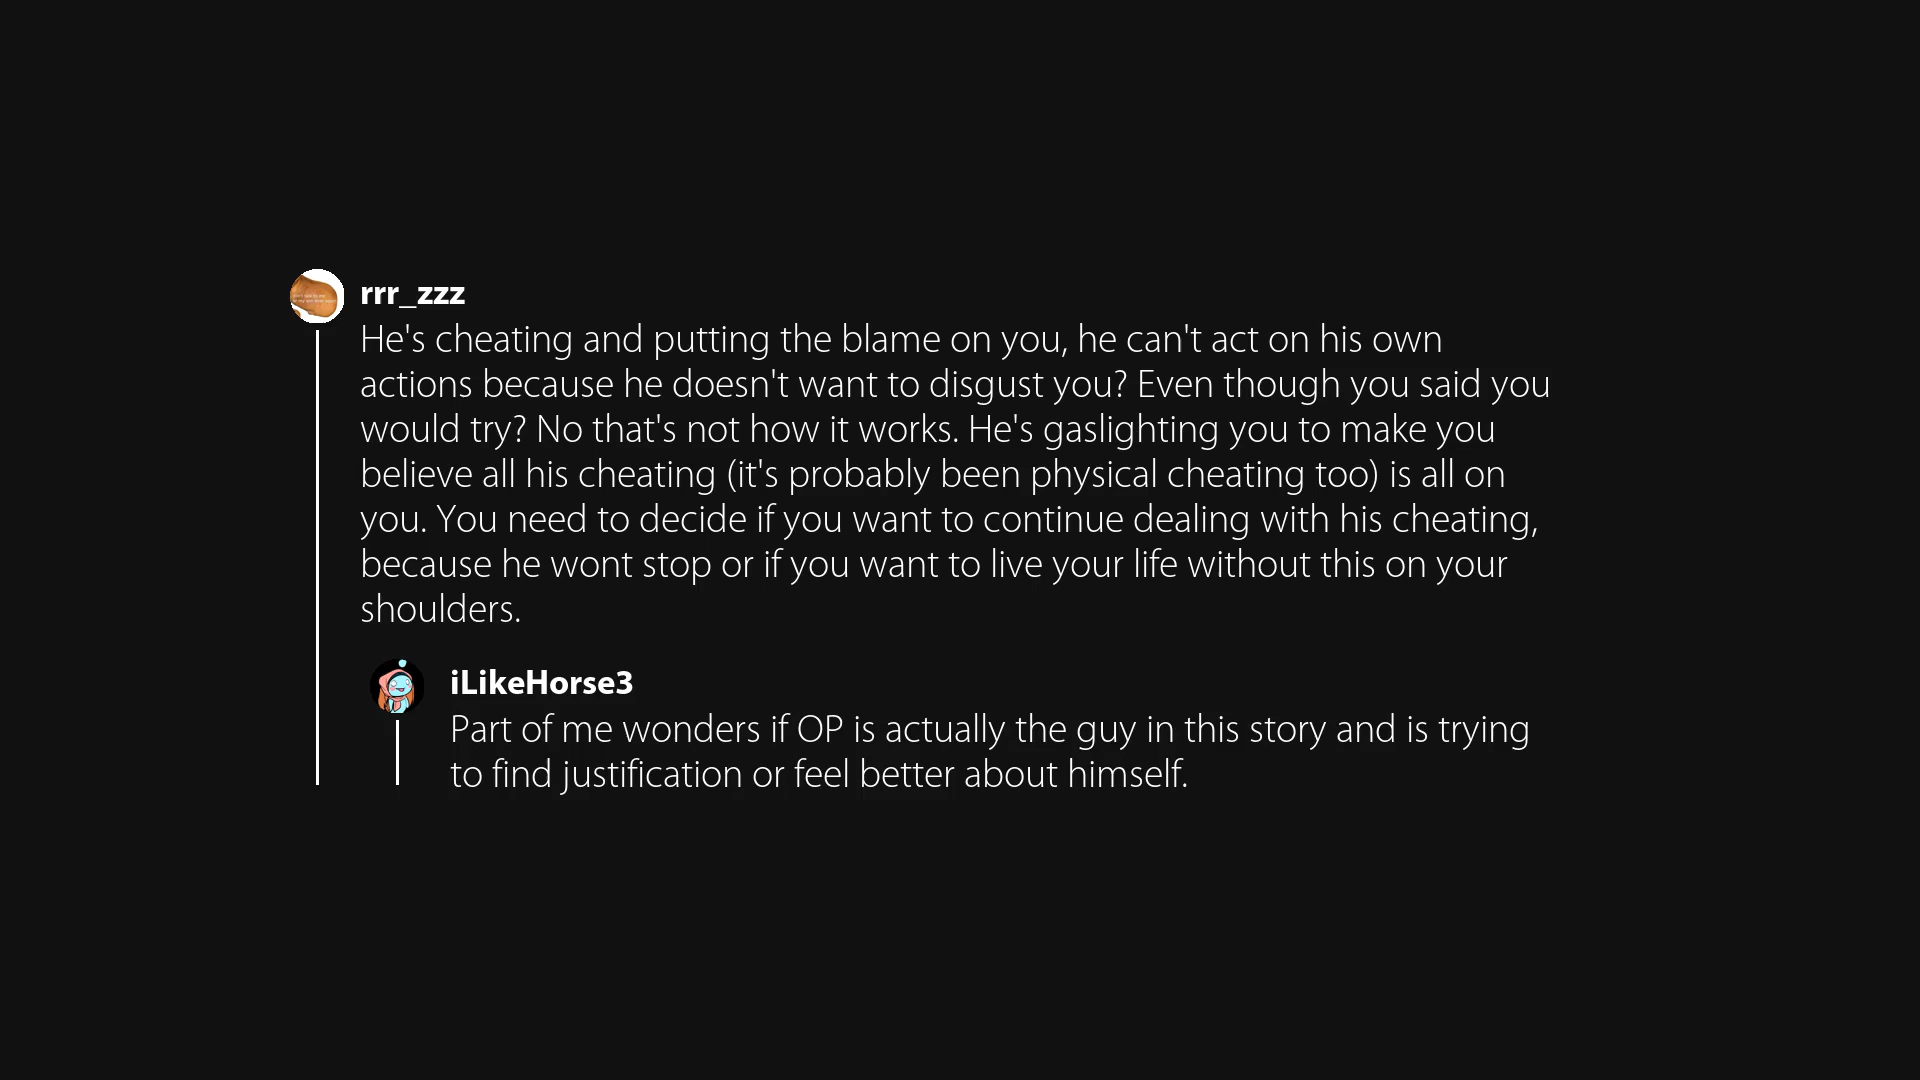 rrr_zzz
He's cheating and putting the blame on you, he can't act on his own
actions because he doesn't want to disgust you? Even though you said you
would try? No that's not how it works. He's gaslighting you to make you
believe all his cheating (it's probably been physical cheating too) is all on
you. You need to decide if you want to continue dealing with his cheating,
because he wont stop or if you want to live your life without this on your
shoulders.
iLikeHorse3
Part of me wonders if OP is actually the guy in this story and is trying
to find justification or feel better about himself.